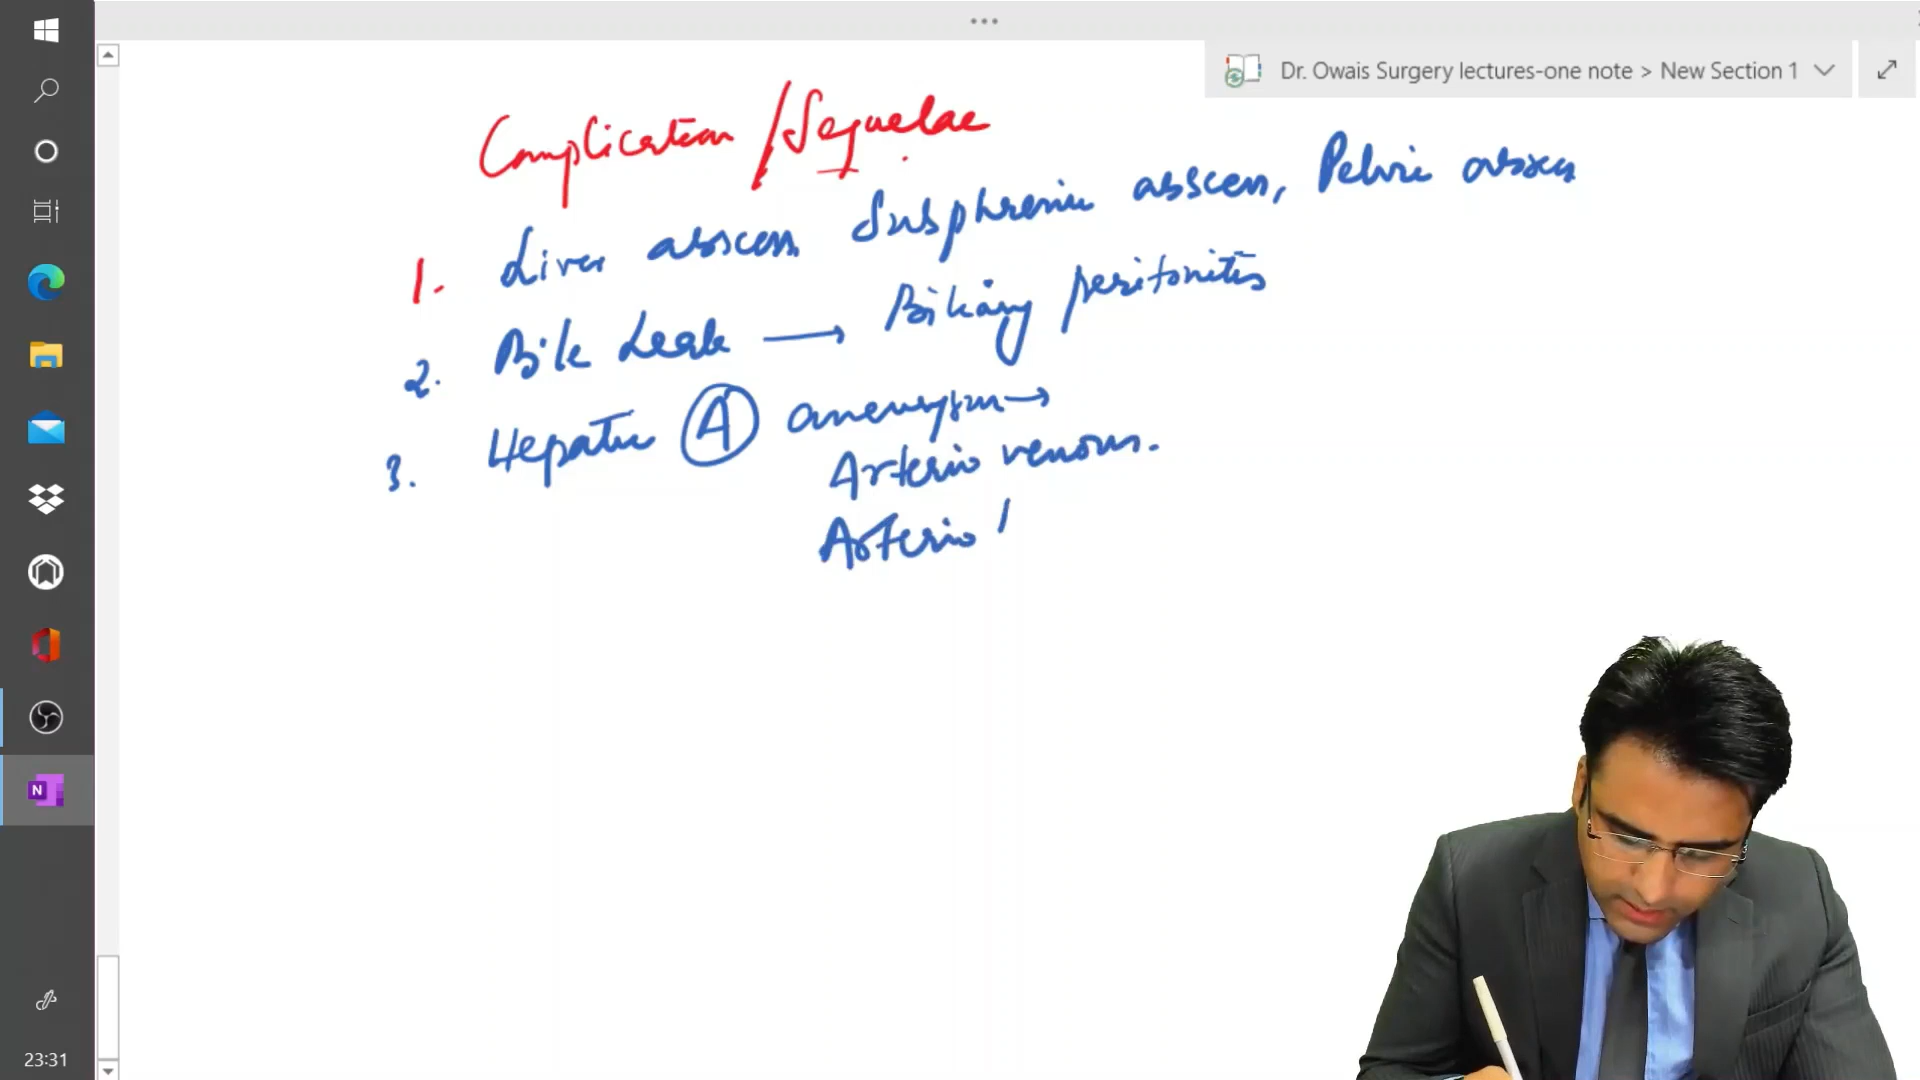 Dr. Owais Surgery lectures-one note > New Section 1
Complication / Sequelae
1. Liver abscess, Subphrenic abscess, Pelvic abscess
2. Bile Leak → Biliary peritonitis
3. Hepatic A aneurysm →
Arterio venous.
Arterio
N
23:31